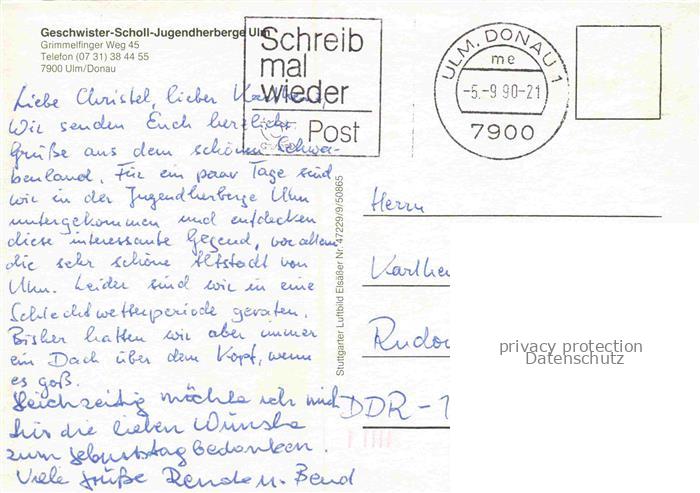 Geschwister-Scholl-Jugendherberge Ulm
Grimmelfinger Weg 45
Telefon (07 31) 38 44 55
7900 Ulm/Donau
Schreib
mal
wieder
Post
ULM, DONAU 1
me
-5.-9.90-21
7900
Liebe Christel, lieber
Wir senden Euch herzliche
Grüße aus dem schönen Schwa-
benland. Für ein paar Tage sind
wir in der Jugendherberge Ulm
untergekommen und entdecken
diese interessante Gegend, vor allem
die sehr schöne Altstadt von
Ulm. Leider sind wir in eine
Schlechtwetterperiode geraten.
Bisher hatten wir aber immer
ein Dach über dem Kopf, wenn
es goß.
Gleichzeitig möchte ich mich
für die lieben Wünsche
zum Geburtstag bedanken.
Viele Grüße Renate u. Bernd
Stuttgarter Luftbild Elsäßer Nr. 47223/9/50865
Herrn
Karlhe
Rudo
DDR - 1
privacy protection
Datenschutz